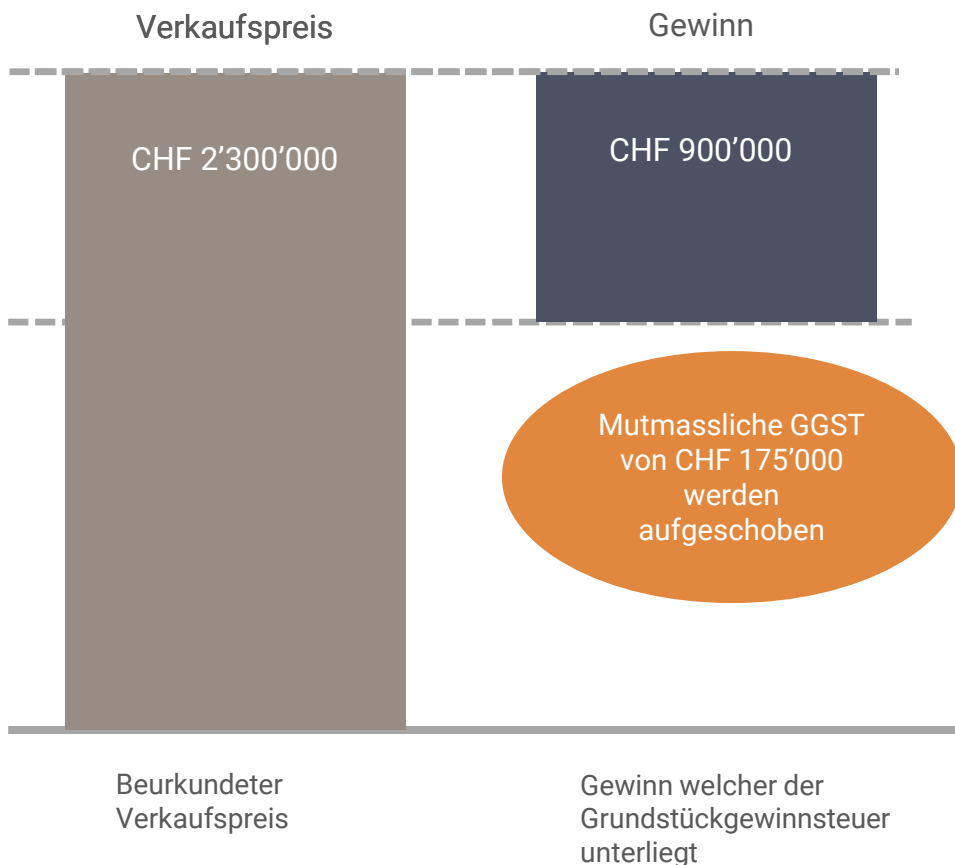 Verkaufspreis
Gewinn
CHF 2’300’000
CHF 900’000
Mutmassliche GGST
von CHF 175’000
werden
aufgeschoben
Beurkundeter
Verkaufspreis
Gewinn welcher der
Grundstückgewinnsteuer
unterliegt